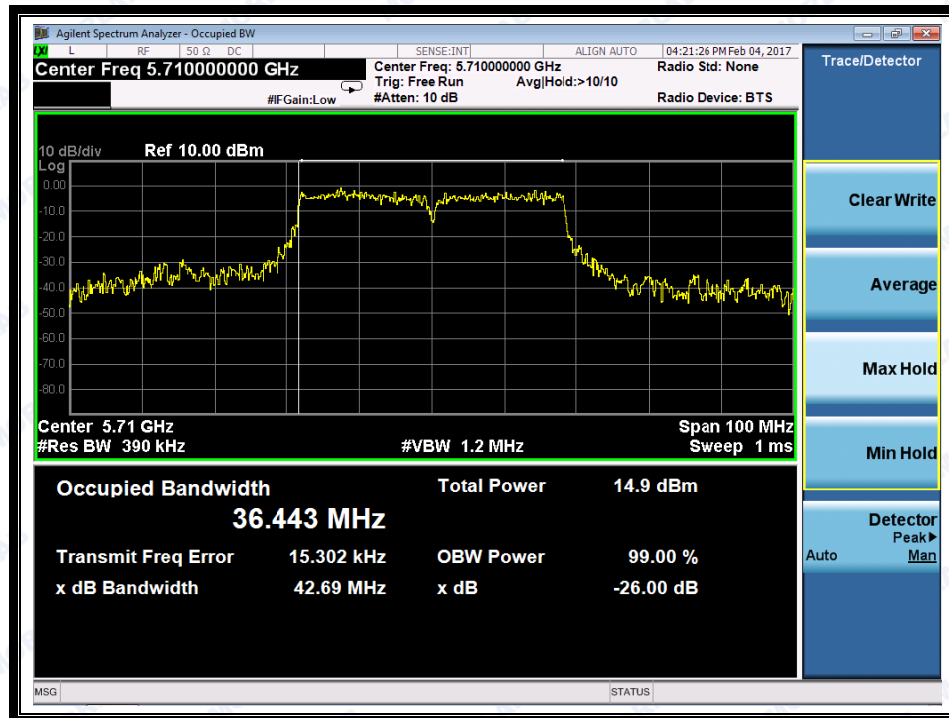 Agilent Spectrum Analyzer - Occupied BW
LXI L RF 50 Ω DC SENSE:INT ALIGN AUTO 04:21:26 PM Feb 04, 2017
Center Freq 5.710000000 GHz
Center Freq: 5.710000000 GHz
Radio Std: None
Trig: Free Run Avg|Hold:>10/10
#IFGain:Low #Atten: 10 dB Radio Device: BTS
10 dB/div Ref 10.00 dBm
Log
0.00
-10.0
-20.0
-30.0
-40.0
-50.0
-60.0
-70.0
-80.0
Center 5.71 GHz Span 100 MHz
#Res BW 390 kHz #VBW 1.2 MHz Sweep 1 ms
Occupied Bandwidth Total Power 14.9 dBm
36.443 MHz
Transmit Freq Error 15.302 kHz OBW Power 99.00 %
x dB Bandwidth 42.69 MHz x dB -26.00 dB
MSG STATUS
Trace/Detector
Clear Write
Average
Max Hold
Min Hold
Detector
Peak▶
Auto Man